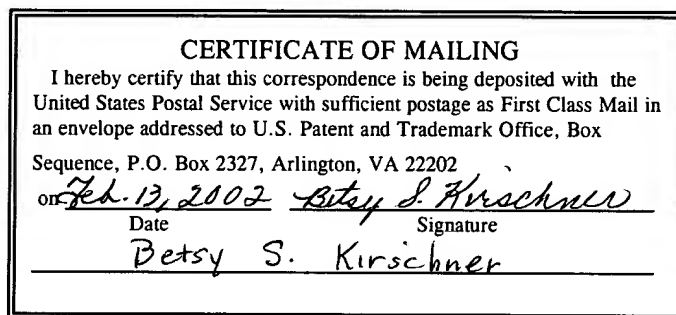 CERTIFICATE OF MAILING
I hereby certify that this correspondence is being deposited with the
United States Postal Service with sufficient postage as First Class Mail in
an envelope addressed to U.S. Patent and Trademark Office, Box
Sequence, P.O. Box 2327, Arlington, VA 22202
on Feb. 13, 2002 Betsy S. Kirschner
Date Signature
Betsy S. Kirschner